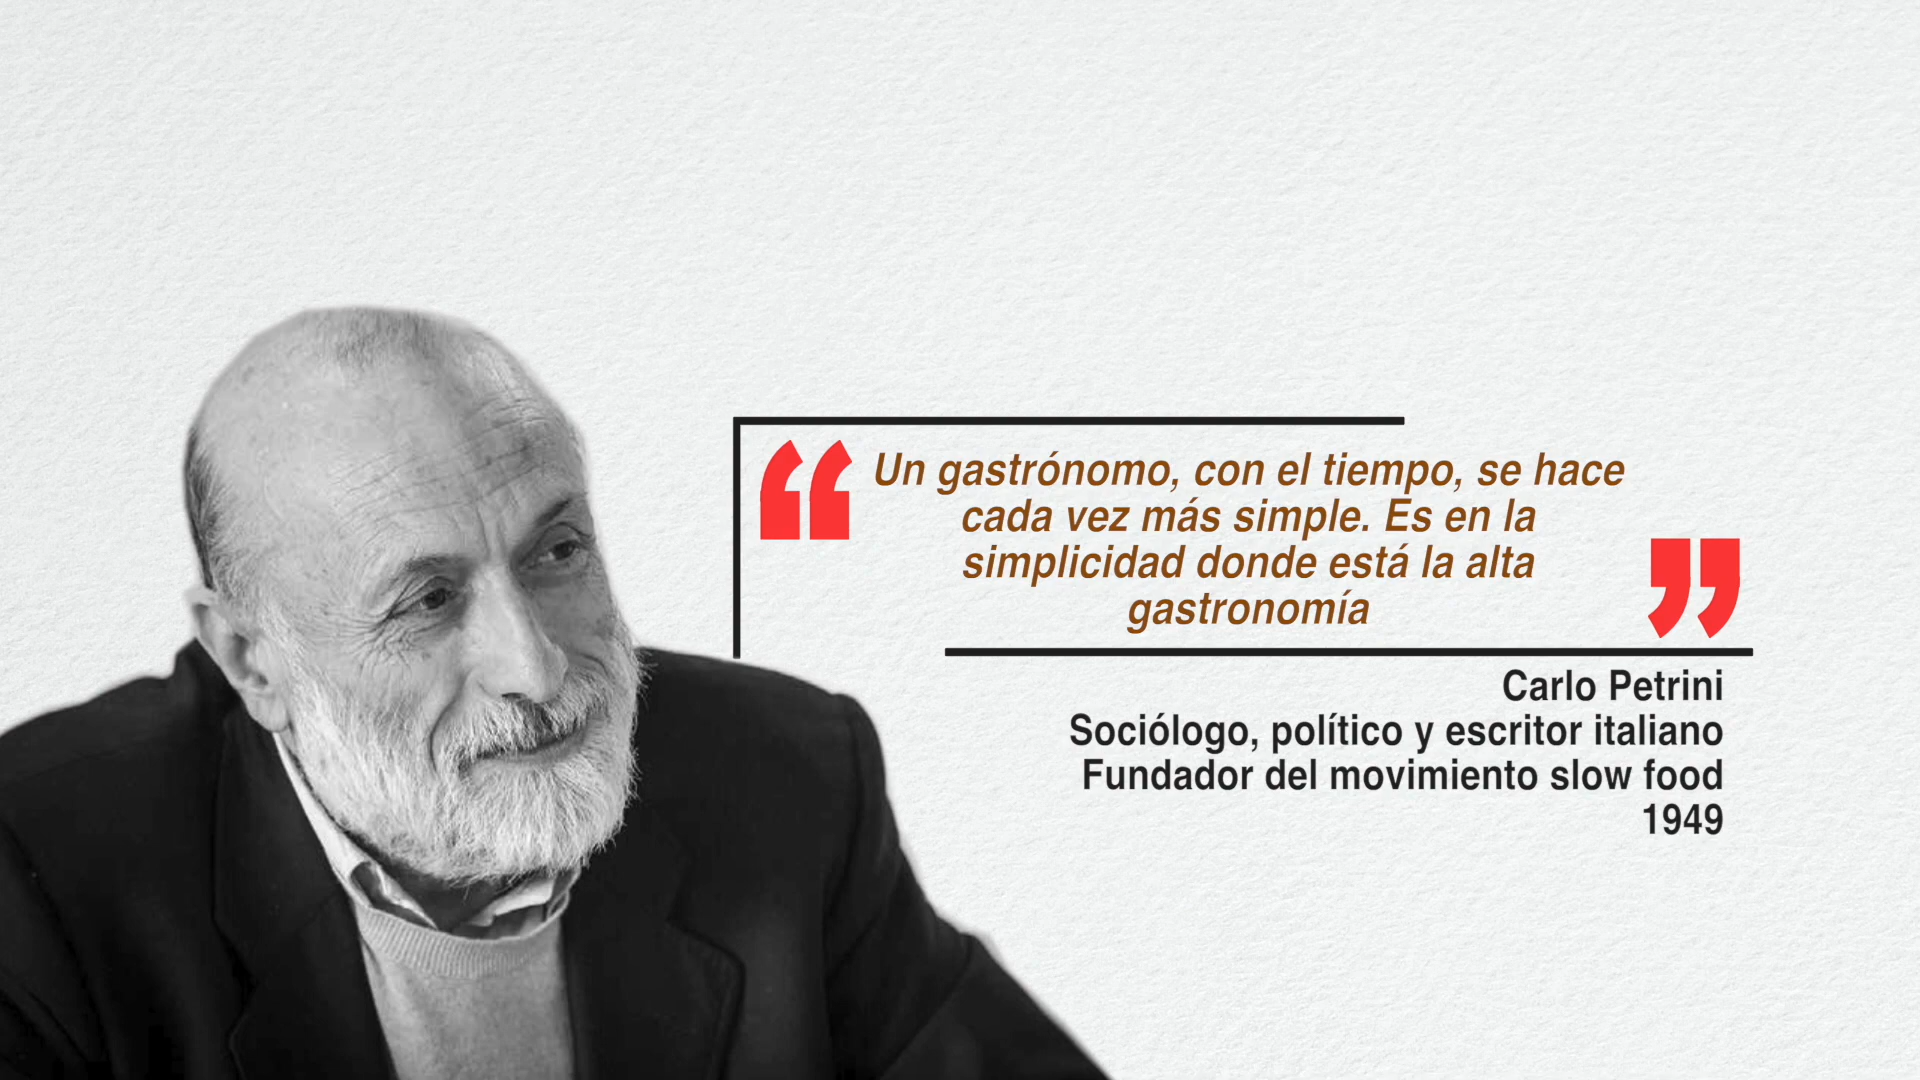 “
Un gastrónomo, con el tiempo, se hace
cada vez más simple. Es en la
simplicidad donde está la alta
gastronomía
”
Carlo Petrini
Sociólogo, político y escritor italiano
Fundador del movimiento slow food
1949